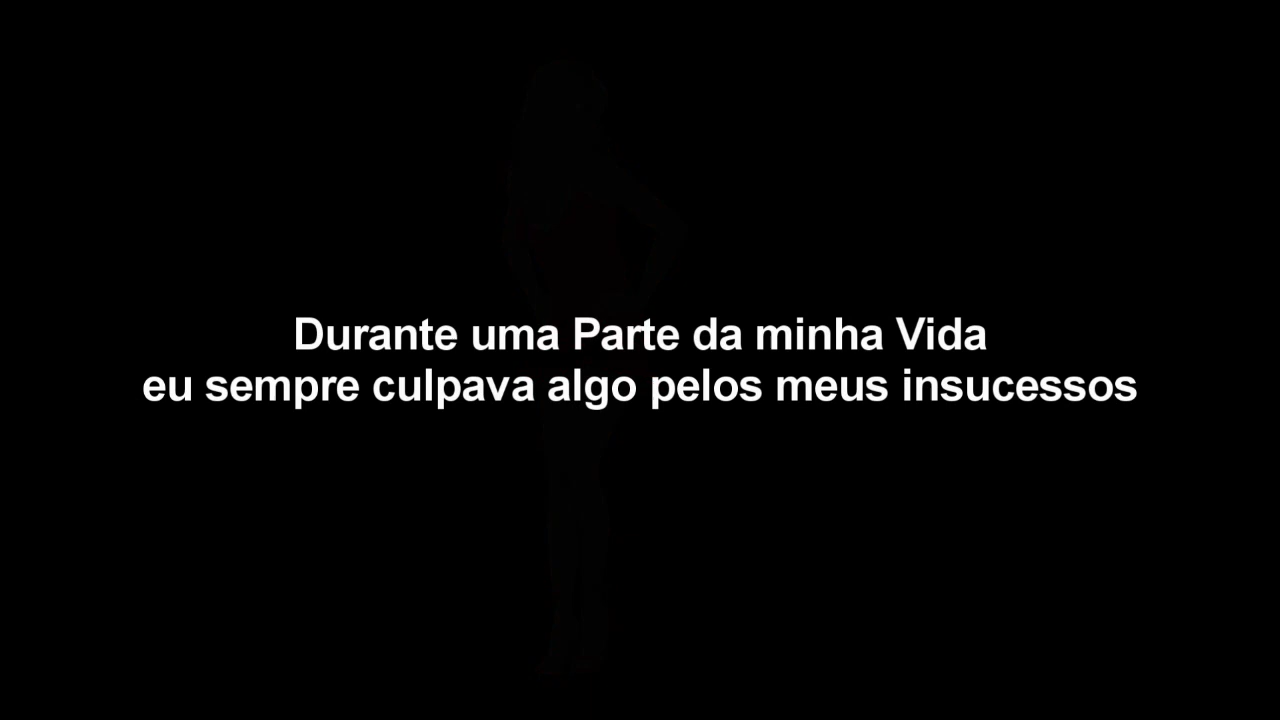 Durante uma Parte da minha Vida
eu sempre culpava algo pelos meus insucessos